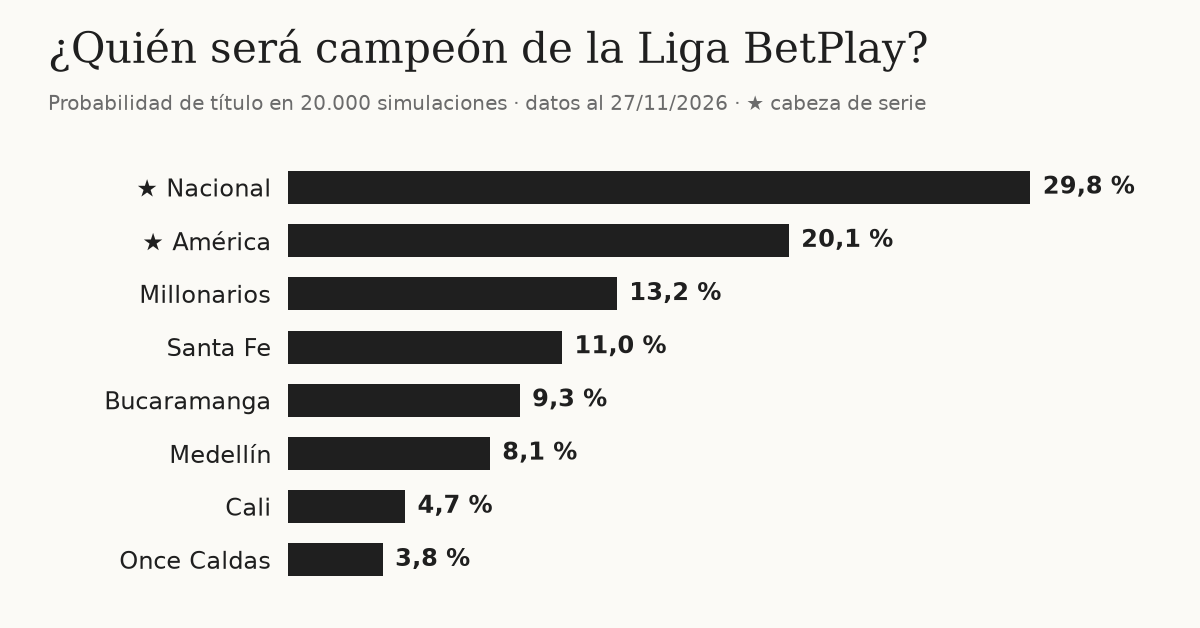 ¿Quién será campeón de la Liga BetPlay?
Probabilidad de título en 20.000 simulaciones · datos al 27/11/2026 · ★ cabeza de serie
★ Nacional 29,8 %
★ América 20,1 %
Millonarios 13,2 %
Santa Fe 11,0 %
Bucaramanga 9,3 %
Medellín 8,1 %
Cali 4,7 %
Once Caldas 3,8 %